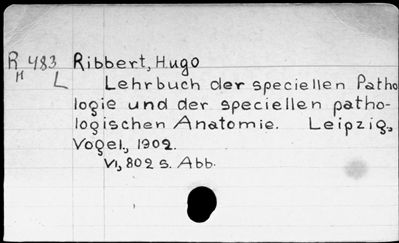 R 483 Ribbert, Hugo
H L Lehrbuch der speciellen Patho
logie und der speciellen patho-
logischen Anatomie. Leipzig,
Vogel, 1902.
VI, 802 S. Abb.